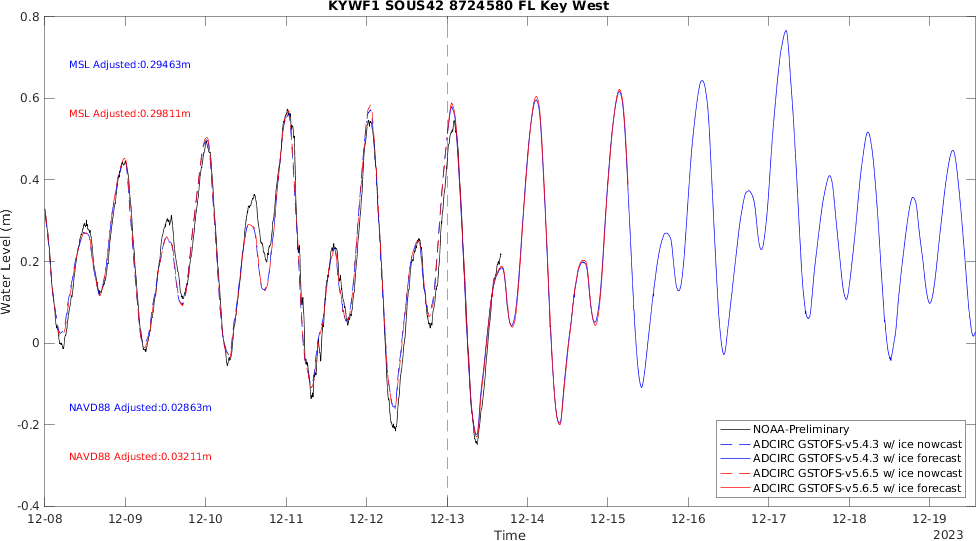 KYWF1 SOUS42 8724580 FL Key West
0.8
0.6
0.4
0.2
0
-0.2
-0.4
Water Level (m)
MSL Adjusted:0.29463m
MSL Adjusted:0.29811m
NAVD88 Adjusted:0.02863m
NAVD88 Adjusted:0.03211m
NOAA-Preliminary
ADCIRC GSTOFS-v5.4.3 w/ ice nowcast
ADCIRC GSTOFS-v5.4.3 w/ ice forecast
ADCIRC GSTOFS-v5.6.5 w/ ice nowcast
ADCIRC GSTOFS-v5.6.5 w/ ice forecast
12-08 12-09 12-10 12-11 12-12 12-13 12-14 12-15 12-16 12-17 12-18 12-19
Time
2023